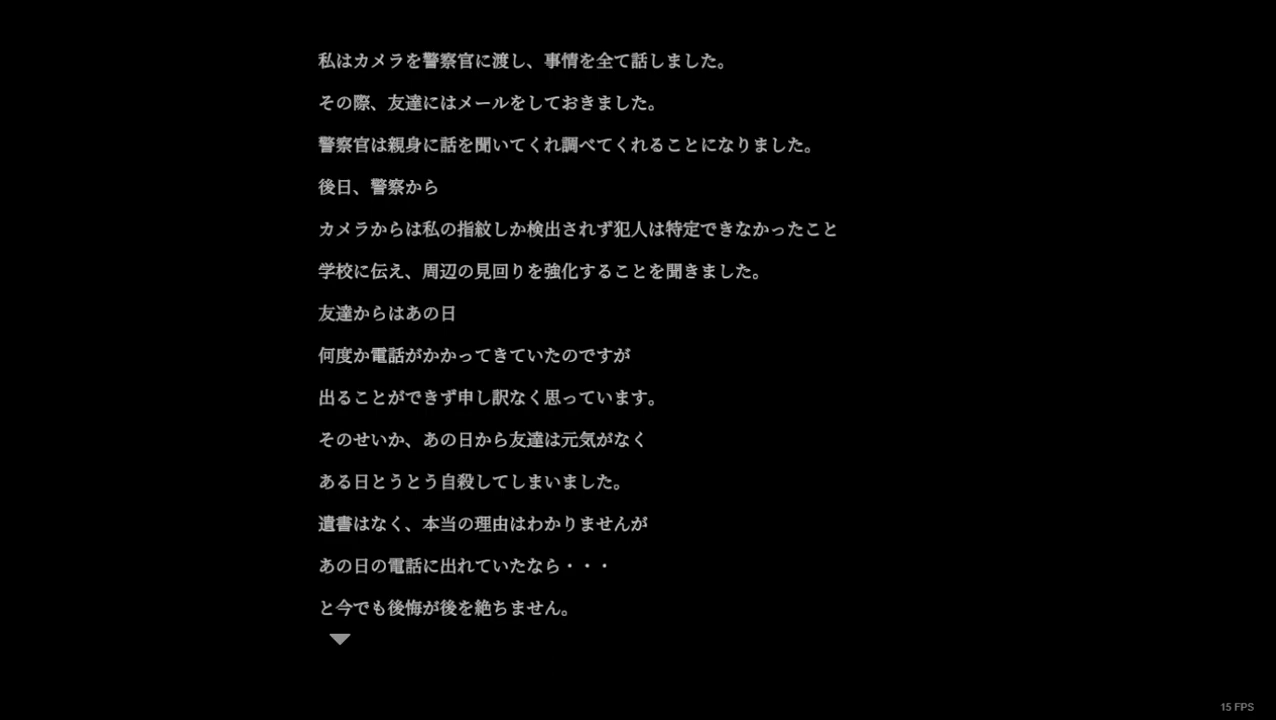 私はカメラを警察官に渡し、事情を全て話しました。
その際、友達にはメールをしておきました。
警察官は親身に話を聞いてくれ調べてくれることになりました。
後日、警察から
カメラからは私の指紋しか検出されず犯人は特定できなかったこと
学校に伝え、周辺の見回りを強化することを聞きました。
友達からはあの日
何度か電話がかかってきていたのですが
出ることができず申し訳なく思っています。
そのせいか、あの日から友達は元気がなく
ある日とうとう自殺してしまいました。
遺書はなく、本当の理由はわかりませんが
あの日の電話に出れていたなら・・・
と今でも後悔が後を絶ちません。
15 FPS